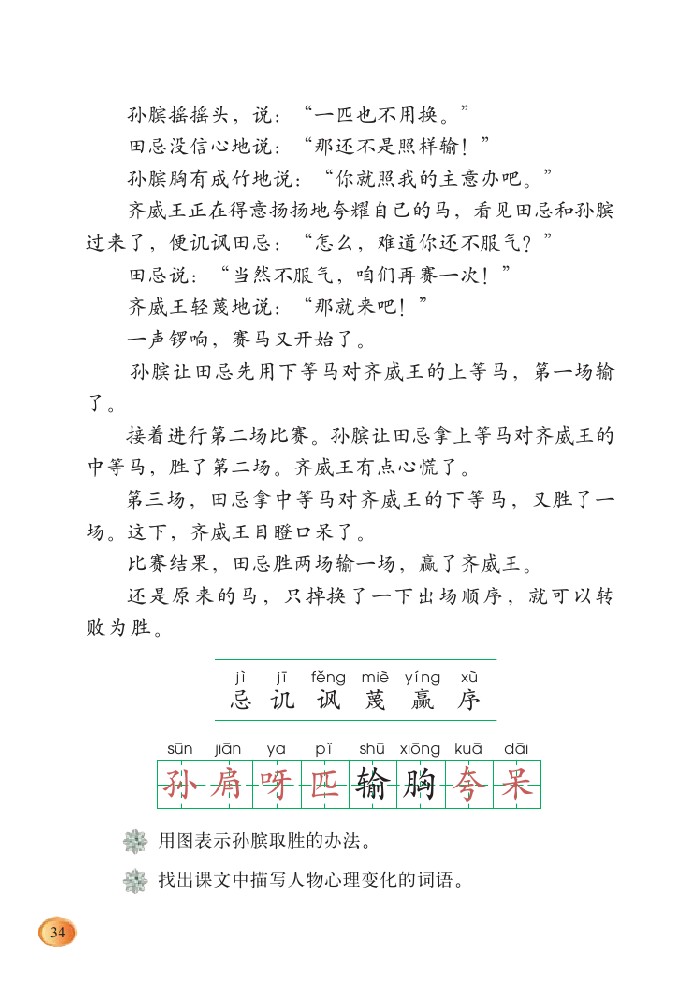 孙膑摇摇头，说：“一匹也不用换。”
田忌没信心地说：“那还不是照样输！”
孙膑胸有成竹地说：“你就照我的主意办吧。”
齐威王正在得意扬扬地夸耀自己的马，看见田忌和孙膑
过来了，便讥讽田忌：“怎么，难道你还不服气？”
田忌说：“当然不服气，咱们再赛一次！”
齐威王轻蔑地说：“那就来吧！”
一声锣响，赛马又开始了。
孙膑让田忌先用下等马对齐威王的上等马，第一场输
了。
接着进行第二场比赛。孙膑让田忌拿上等马对齐威王的
中等马，胜了第二场。齐威王有点心慌了。
第三场，田忌拿中等马对齐威王的下等马，又胜了一
场。这下，齐威王目瞪口呆了。
比赛结果，田忌胜两场输一场，赢了齐威王。
还是原来的马，只掉换了一下出场顺序，就可以转
败为胜。
jì jī fěng miè yíng xù
忌 讥 讽 蔑 赢 序
sūn jiān ya pǐ shū xōng kuā dāi
孙 肩 呀 匹 输 胸 夸 呆
用图表示孙膑取胜的办法。
找出课文中描写人物心理变化的词语。
34